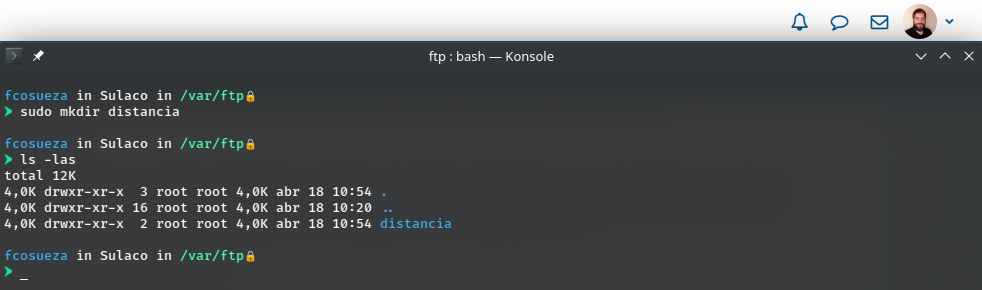 ftp : bash — Konsole
fcosueza in Sulaco in /var/ftp
sudo mkdir distancia
fcosueza in Sulaco in /var/ftp
ls -las
total 12K
4,0K drwxr-xr-x  3 root root 4,0K abr 18 10:54 .
4,0K drwxr-xr-x 16 root root 4,0K abr 18 10:20 ..
4,0K drwxr-xr-x  2 root root 4,0K abr 18 10:54 distancia
fcosueza in Sulaco in /var/ftp
_